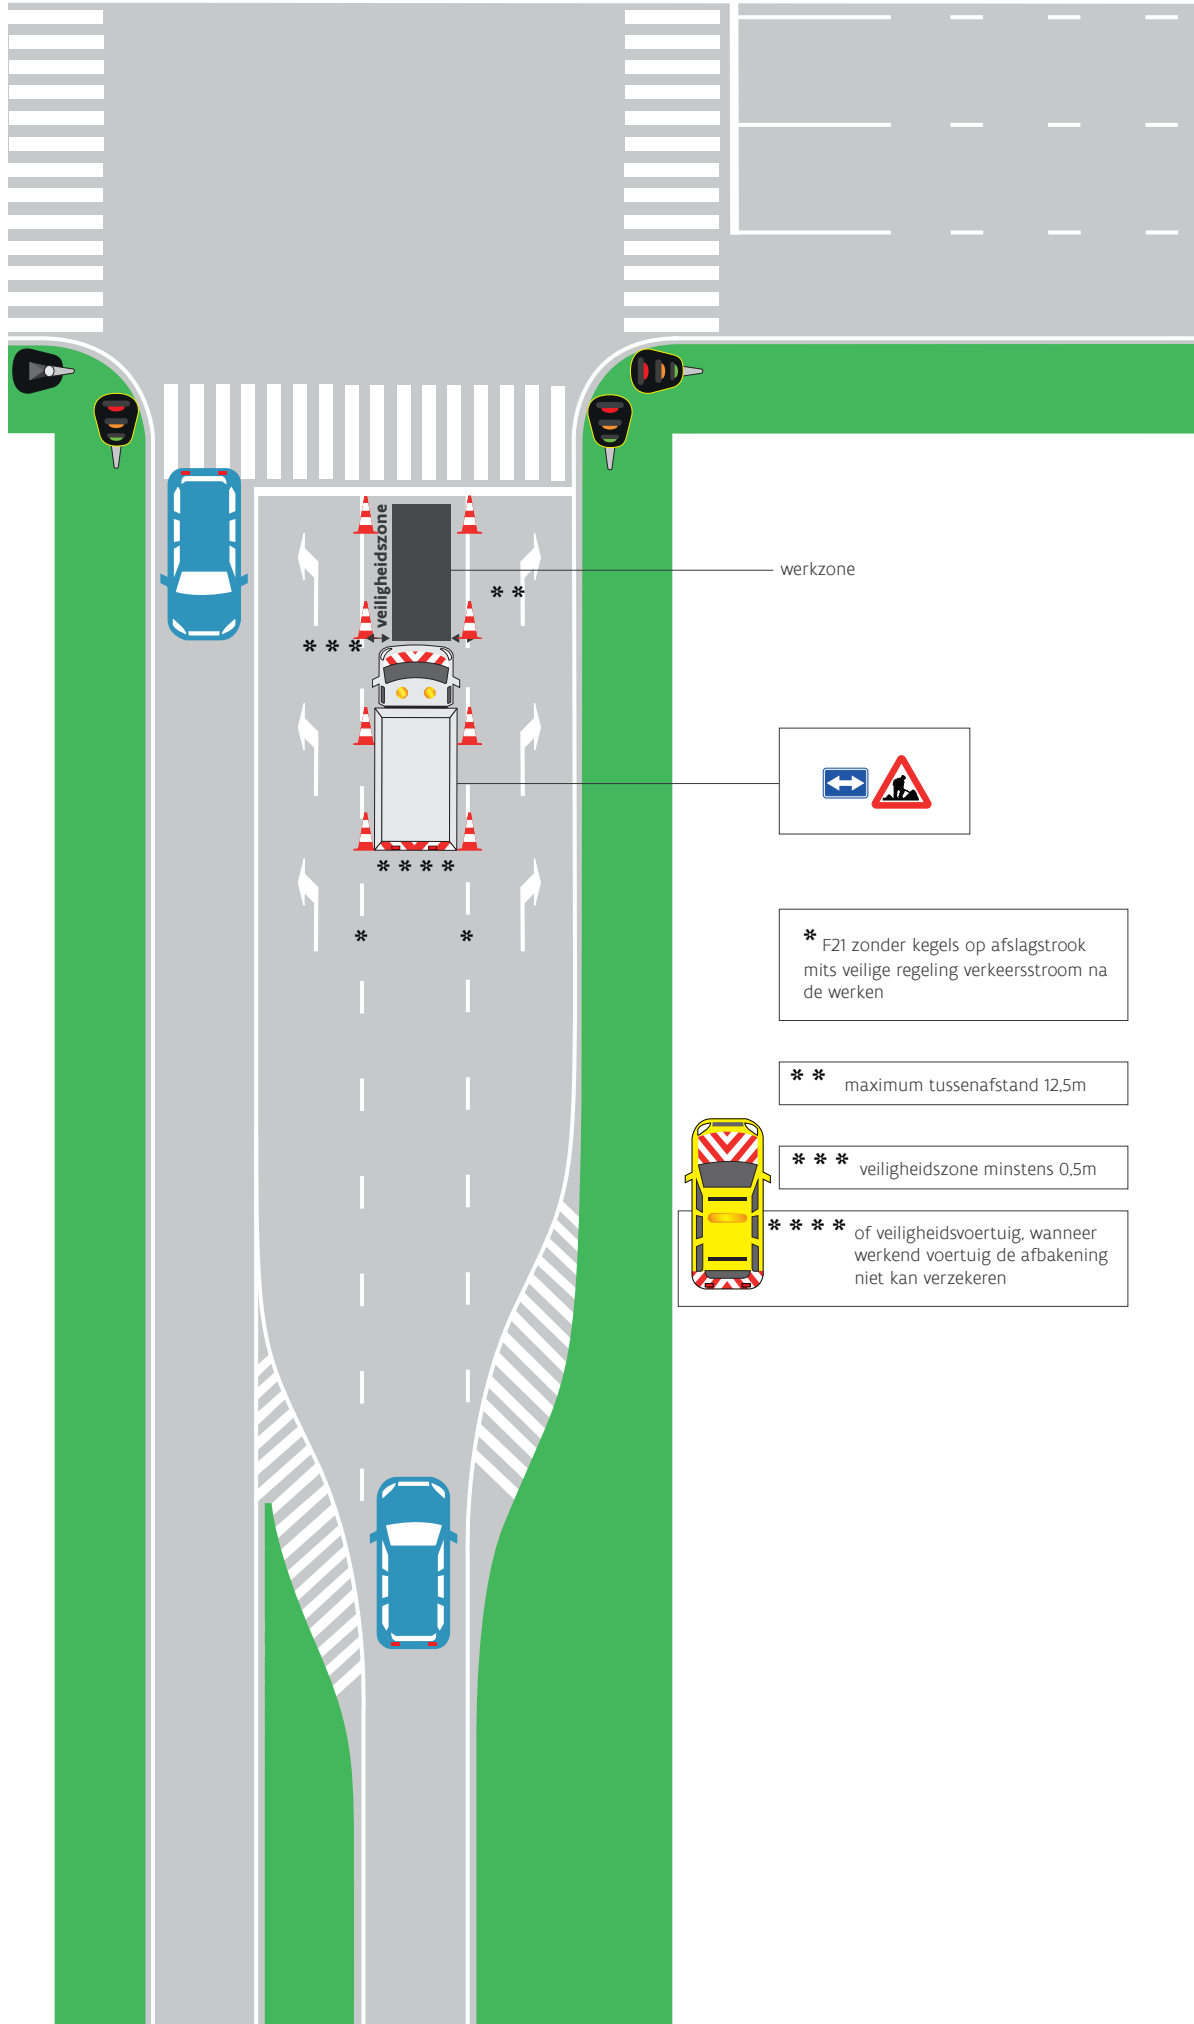 veiligheidszone
werkzone
* *
* * *
* * * *
* *
* F21 zonder kegels op afslagstrook
mits veilige regeling verkeersstroom na
de werken
* * maximum tussenafstand 12,5m
* * * veiligheidszone minstens 0,5m
* * * * of veiligheidsvoertuig, wanneer
werkend voertuig de afbakening
niet kan verzekeren